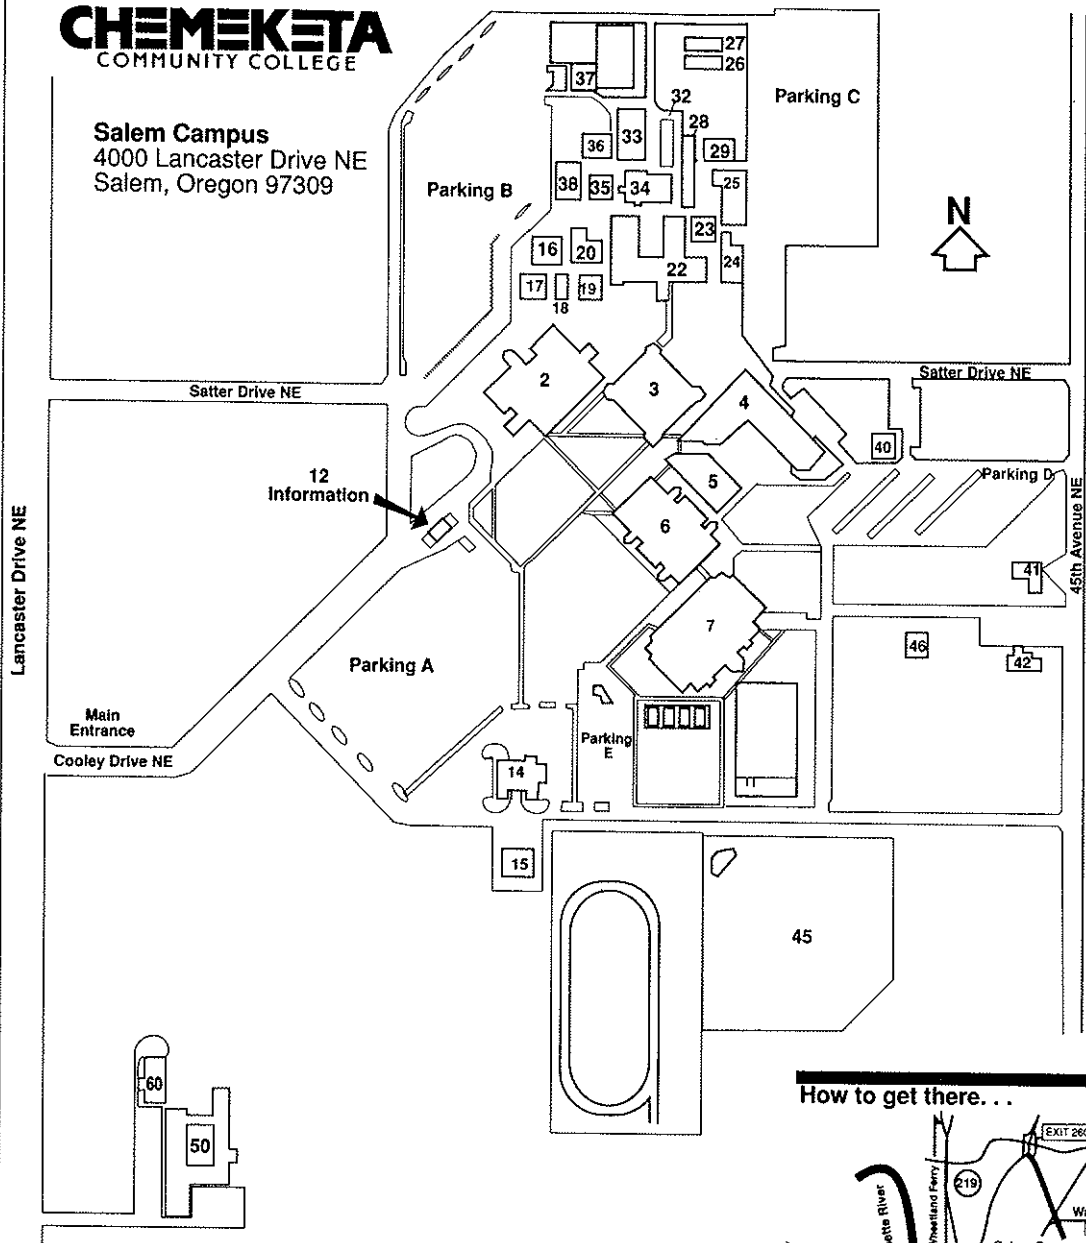 CHEMEKETA
COMMUNITY COLLEGE
Salem Campus
4000 Lancaster Drive NE
Salem, Oregon 97309
27
26
37
Parking C
32
28
33
36
29
38
35
34
25
Parking B
N
23
16
20
22
24
17
19
18
2
3
4
Satter Drive NE
Satter Drive NE
40
12
Information
5
Parking D
6
Lancaster Drive NE
45th Avenue NE
41
7
46
42
Parking A
Main
Entrance
Parking
E
Cooley Drive NE
14
15
45
60
50
How to get there. . .
EXIT 260
219
Wheatland Ferry